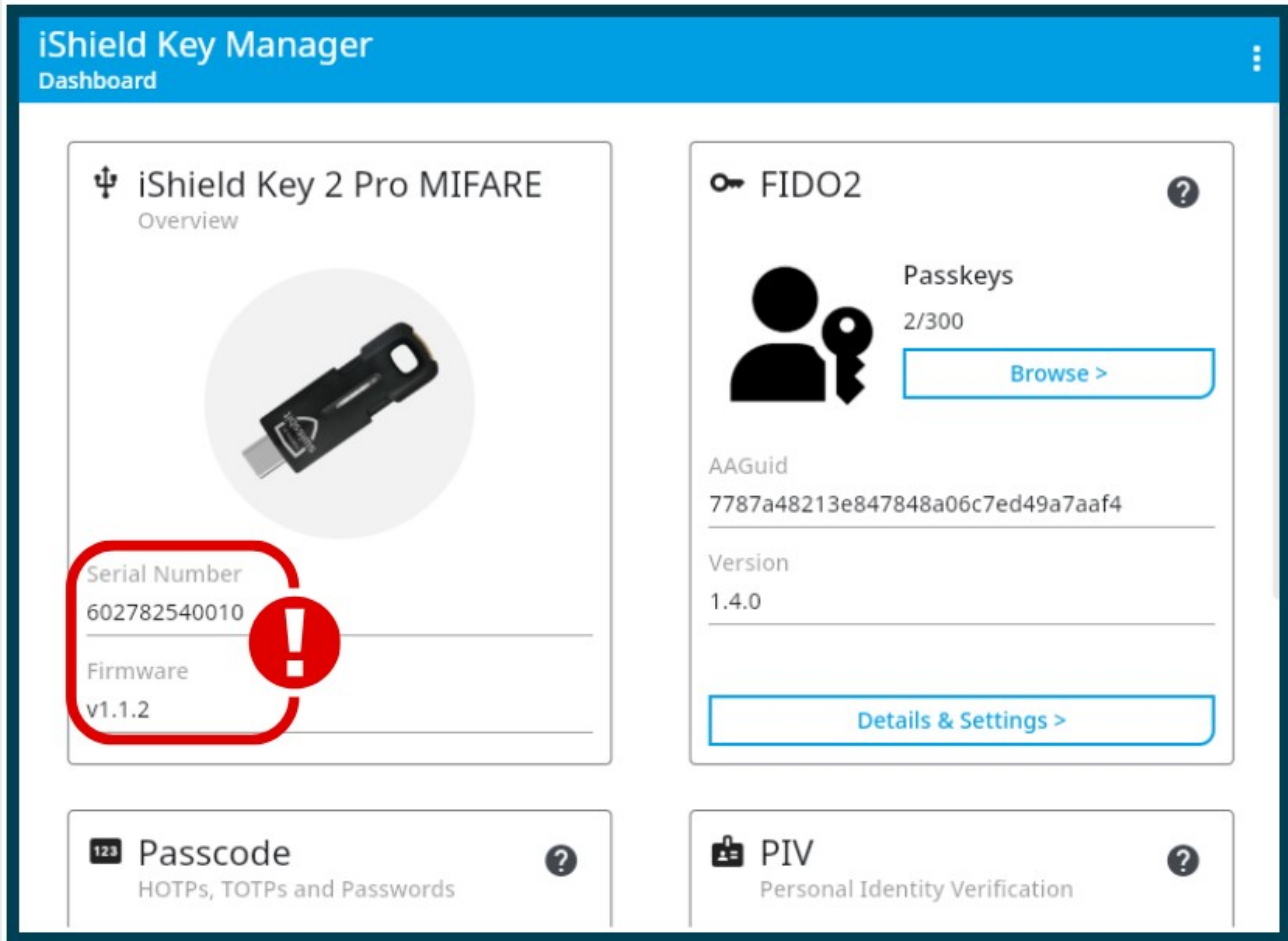 iShield Key Manager
Dashboard
iShield Key 2 Pro MIFARE
Overview
Serial Number
602782540010
!
Firmware
v1.1.2
FIDO2
?
Passkeys
2/300
Browse >
AAGuid
7787a48213e847848a06c7ed49a7aaf4
Version
1.4.0
Details & Settings >
123
Passcode
?
HOTPs, TOTPs and Passwords
PIV
?
Personal Identity Verification